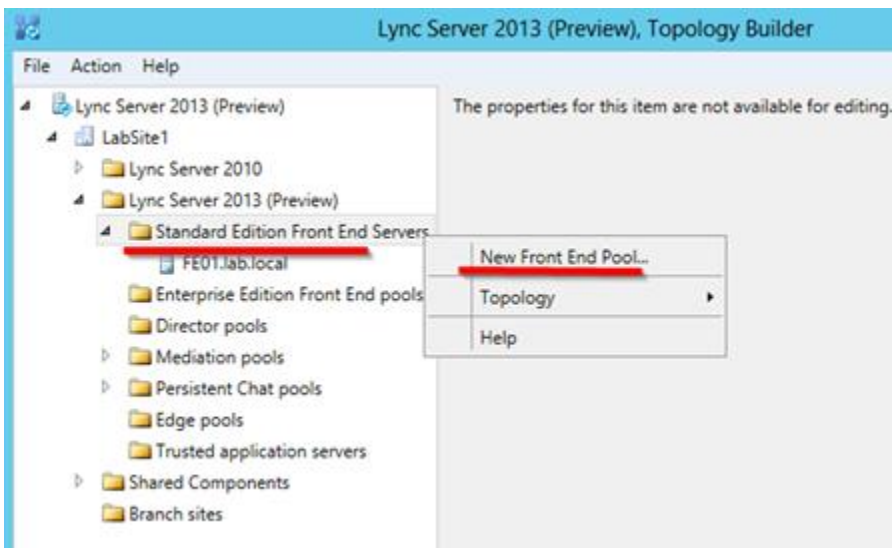 Lync Server 2013 (Preview), Topology Builder
File Action Help
Lync Server 2013 (Preview)
The properties for this item are not available for editing.
LabSite1
Lync Server 2010
Lync Server 2013 (Preview)
Standard Edition Front End Servers
FE01.lab.local
Enterprise Edition Front End pools
Director pools
Mediation pools
Persistent Chat pools
Edge pools
Trusted application servers
Shared Components
Branch sites
New Front End Pool...
Topology
Help